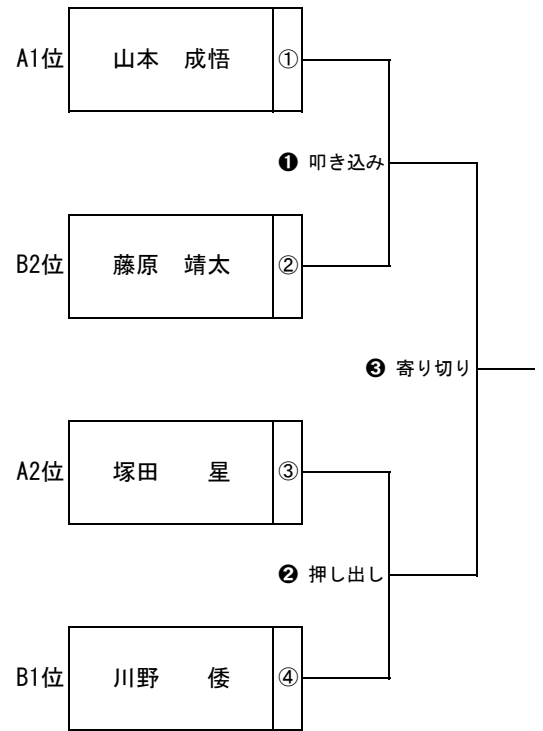 A1位 山本 成悟 ①
❶ 叩き込み
B2位 藤原 靖太 ②
❸ 寄り切り
A2位 塚田 星 ③
❷ 押し出し
B1位 川野 倭 ④